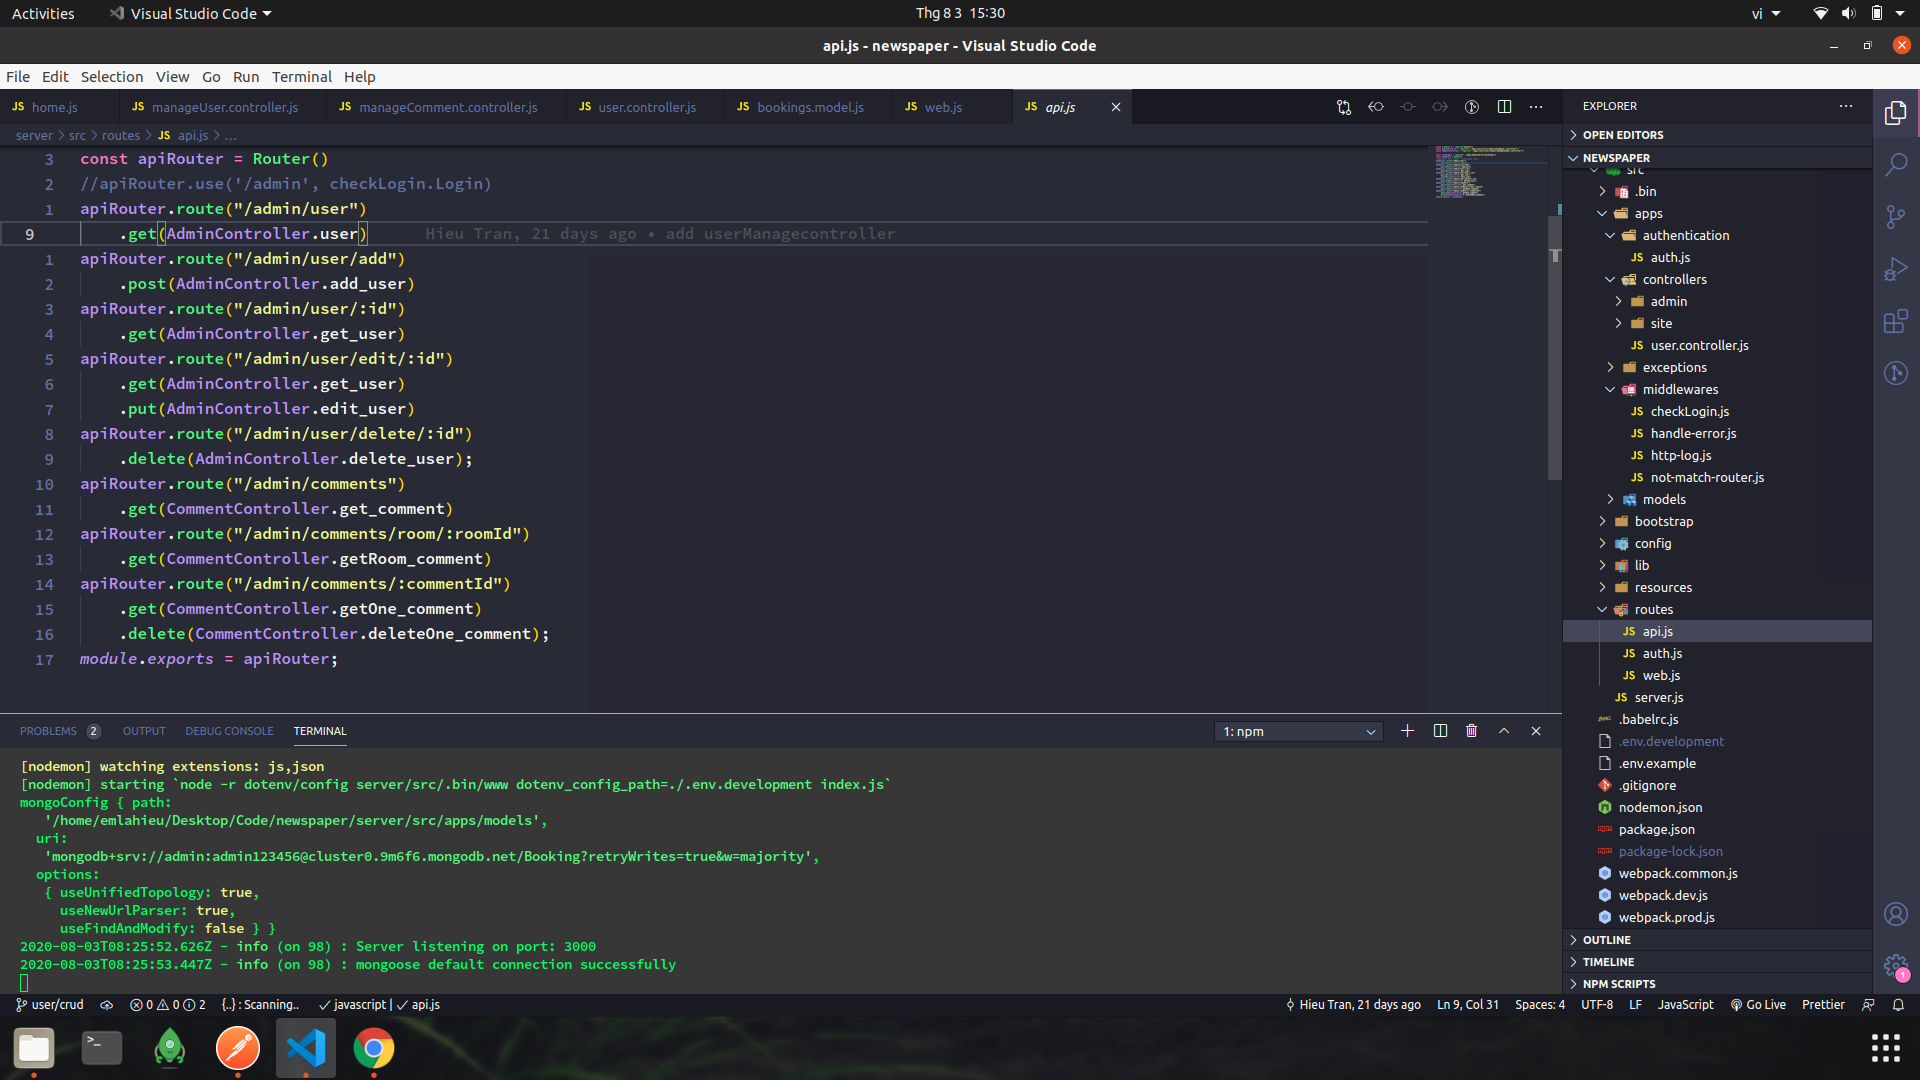 Activities
Visual Studio Code
Thg 8 3 15:30
vi
api.js - newspaper - Visual Studio Code
File Edit Selection View Go Run Terminal Help
JS home.js
JS manageUser.controller.js
JS manageComment.controller.js
JS user.controller.js
JS bookings.model.js
JS web.js
JS api.js
server > src > routes > JS api.js > ...
3 const apiRouter = Router()
2 //apiRouter.use('/admin', checkLogin.Login)
1 apiRouter.route("/admin/user")
9 .get(AdminController.user) Hieu Tran, 21 days ago • add userManagecontroller
1 apiRouter.route("/admin/user/add")
2 .post(AdminController.add_user)
3 apiRouter.route("/admin/user/:id")
4 .get(AdminController.get_user)
5 apiRouter.route("/admin/user/edit/:id")
6 .get(AdminController.get_user)
7 .put(AdminController.edit_user)
8 apiRouter.route("/admin/user/delete/:id")
9 .delete(AdminController.delete_user);
10 apiRouter.route("/admin/comments")
11 .get(CommentController.get_comment)
12 apiRouter.route("/admin/comments/room/:roomId")
13 .get(CommentController.getRoom_comment)
14 apiRouter.route("/admin/comments/:commentId")
15 .get(CommentController.getOne_comment)
16 .delete(CommentController.deleteOne_comment);
17 module.exports = apiRouter;
PROBLEMS 2 OUTPUT DEBUG CONSOLE TERMINAL
1: npm
[nodemon] watching extensions: js,json
[nodemon] starting `node -r dotenv/config server/src/.bin/www dotenv_config_path=./.env.development index.js`
mongoConfig { path:
'/home/emlahieu/Desktop/Code/newspaper/server/src/apps/models',
uri:
'mongodb+srv://admin:admin123456@cluster0.9m6f6.mongodb.net/Booking?retryWrites=true&w=majority',
options:
{ useUnifiedTopology: true,
useNewUrlParser: true,
useFindAndModify: false } }
2020-08-03T08:25:52.626Z - info (on 98) : Server listening on port: 3000
2020-08-03T08:25:53.447Z - info (on 98) : mongoose default connection successfully
EXPLORER
OPEN EDITORS
NEWSPAPER
src
.bin
apps
authentication
JS auth.js
controllers
admin
site
JS user.controller.js
exceptions
middlewares
JS checkLogin.js
JS handle-error.js
JS http-log.js
JS not-match-router.js
models
bootstrap
config
lib
resources
routes
JS api.js
JS auth.js
JS web.js
JS server.js
.babelrc.js
.env.development
.env.example
.gitignore
nodemon.json
package.json
package-lock.json
webpack.common.js
webpack.dev.js
webpack.prod.js
OUTLINE
TIMELINE
NPM SCRIPTS
1
user/crud
0 0 2
{..} : Scanning..
javascript | api.js
Hieu Tran, 21 days ago
Ln 9, Col 31
Spaces: 4
UTF-8
LF
JavaScript
Go Live
Prettier